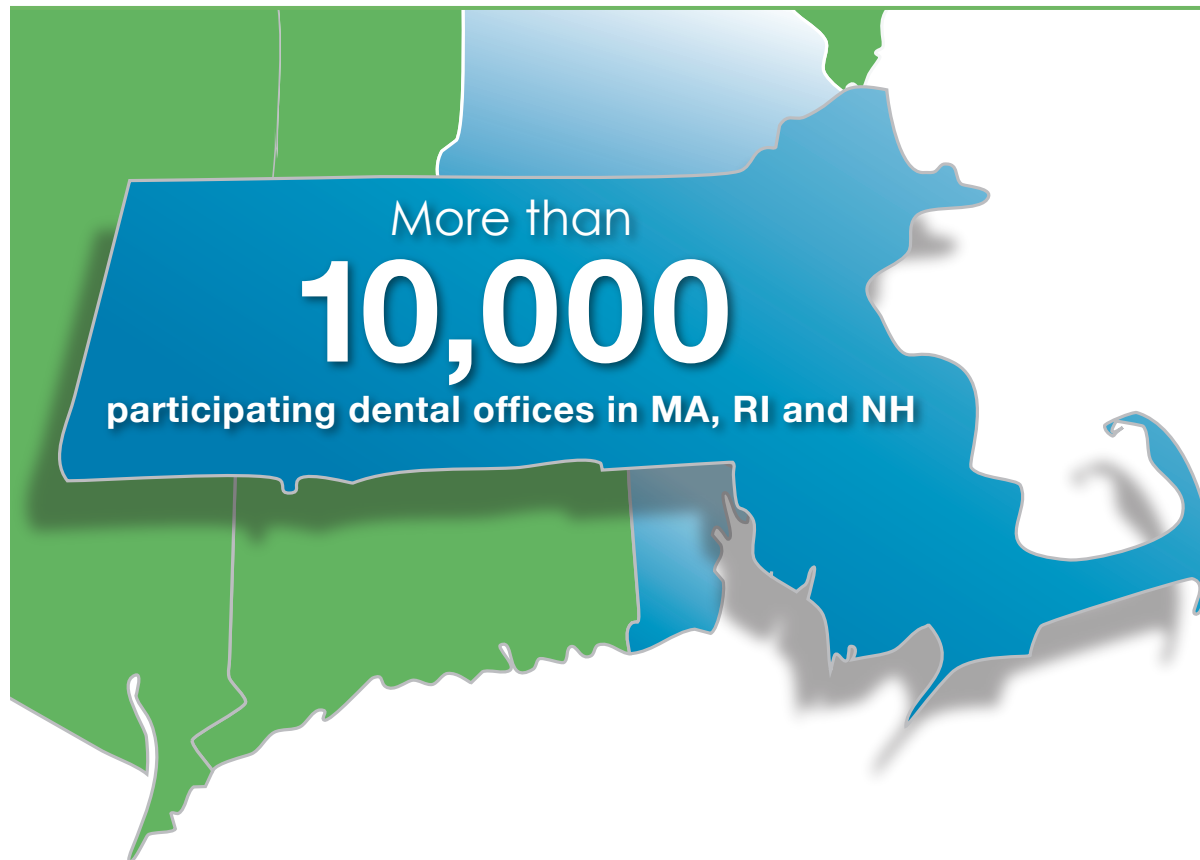 More than
10,000
participating dental offices in MA, RI and NH